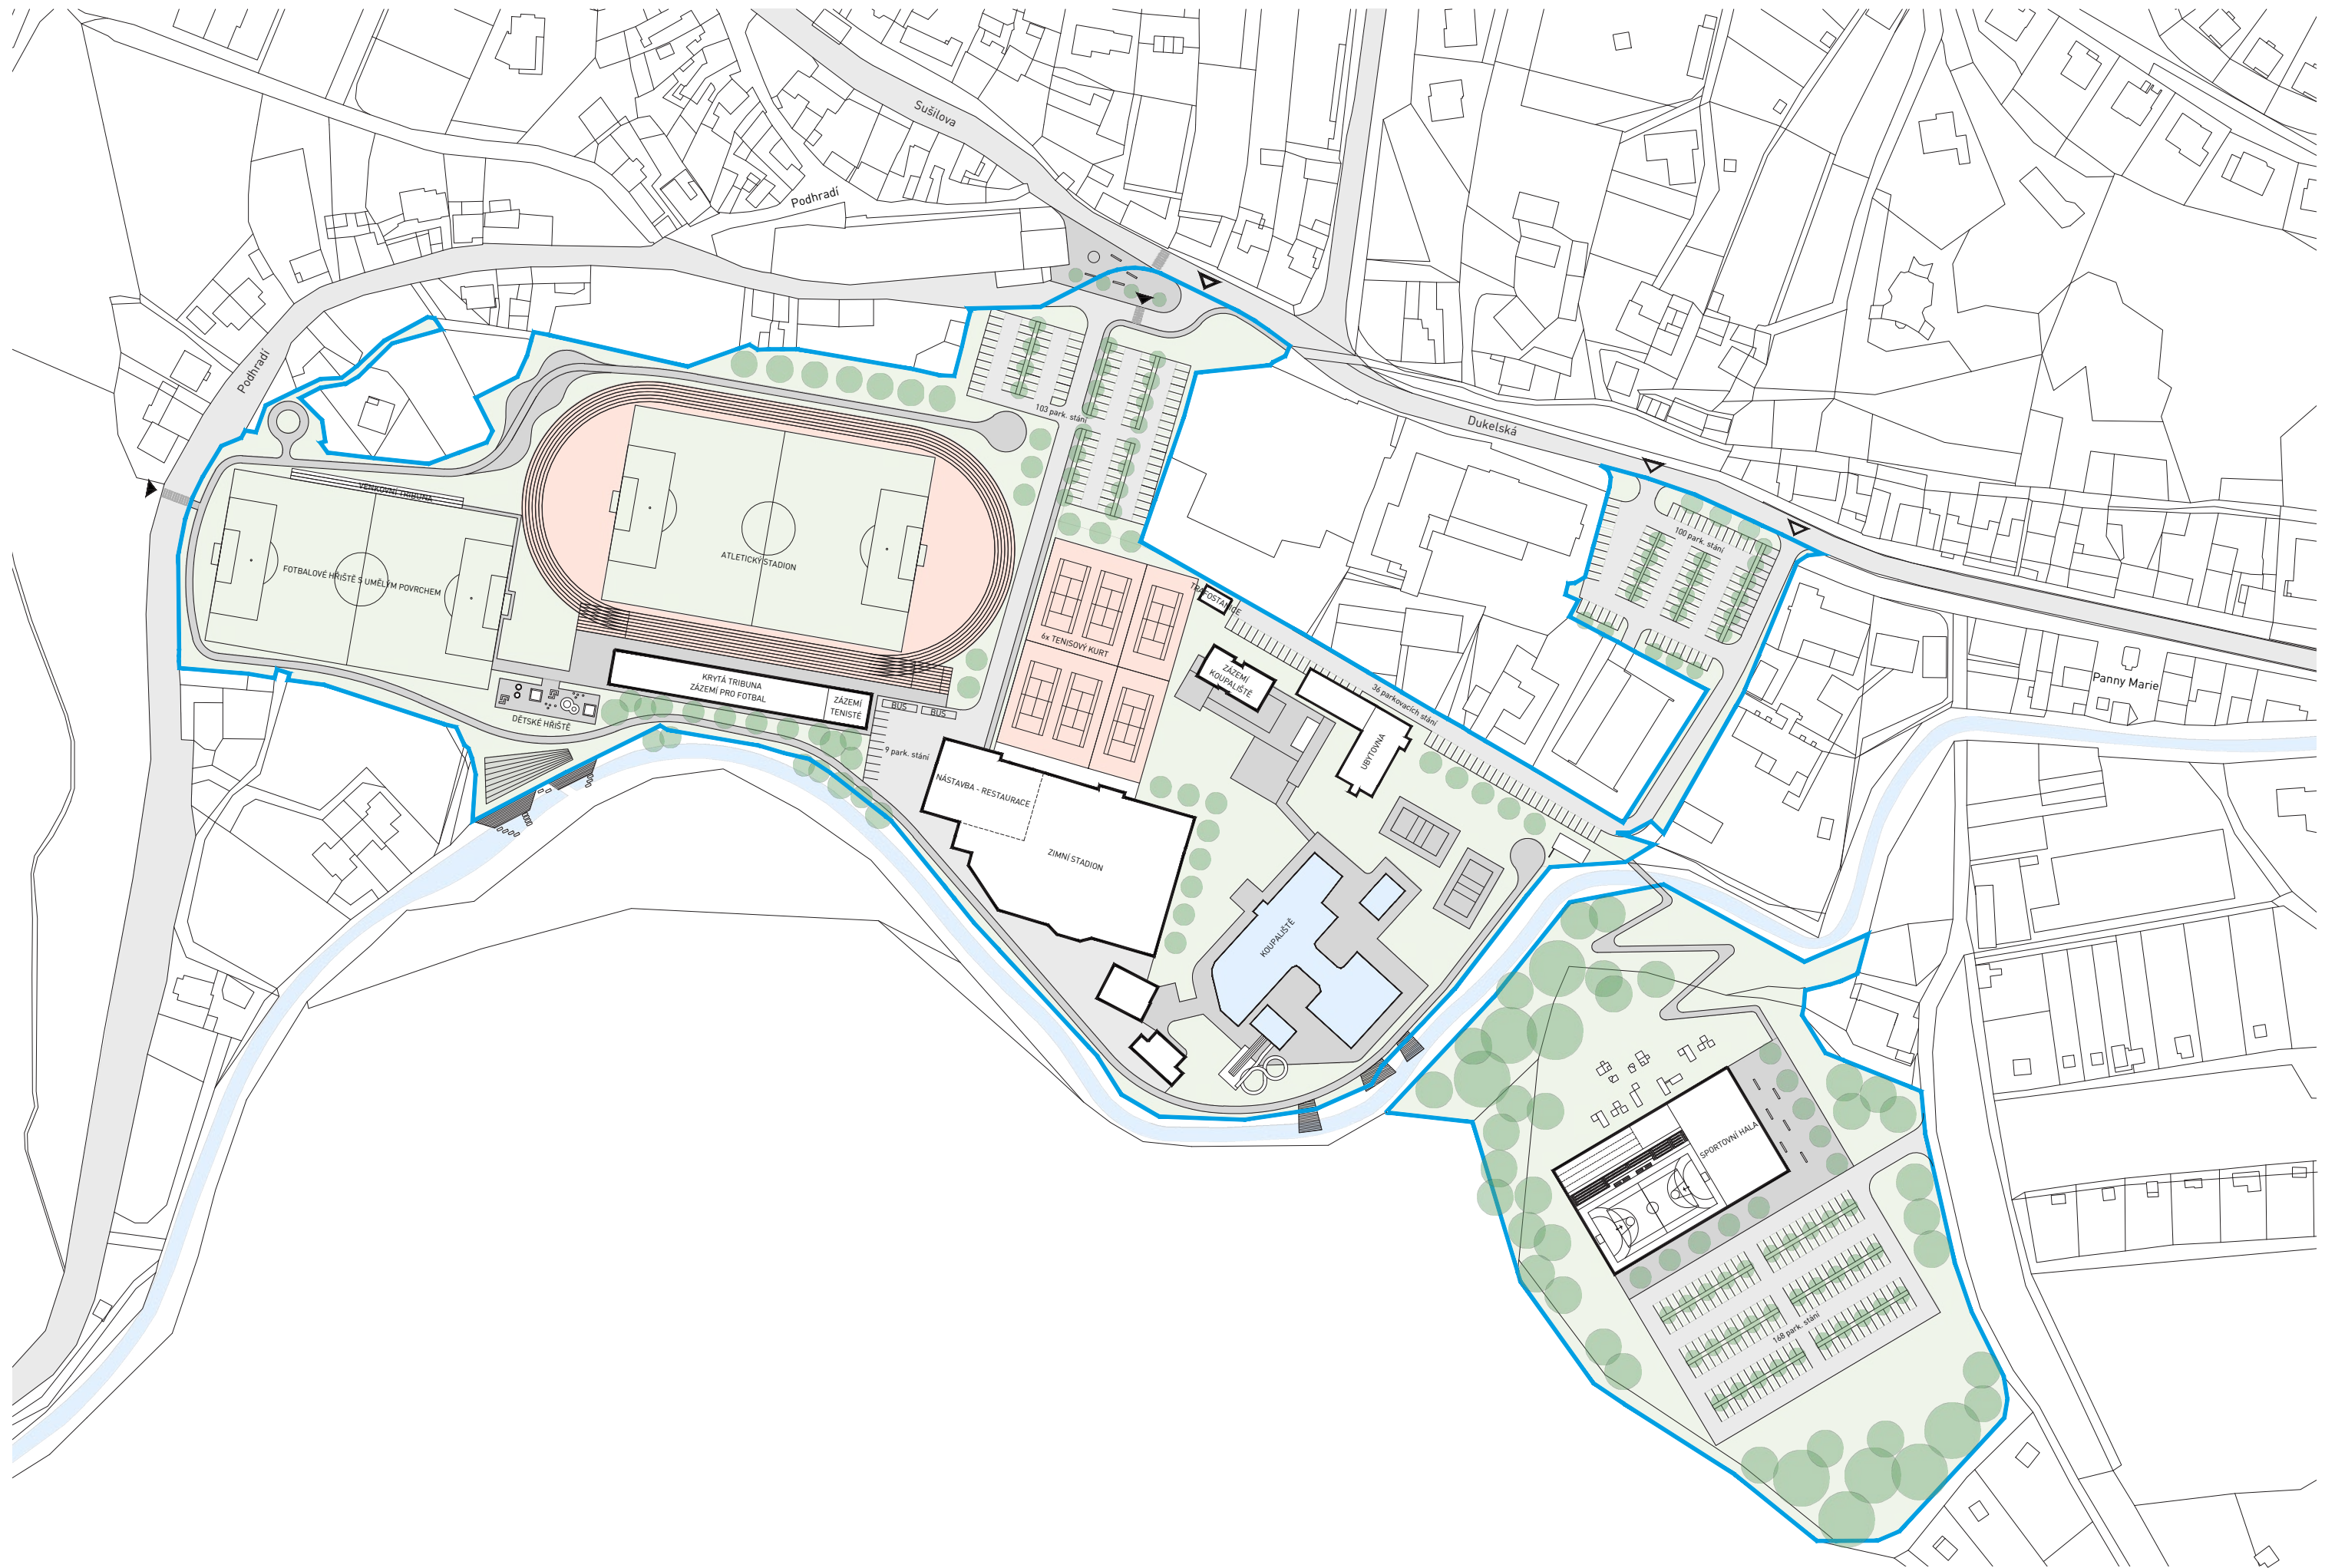 Sušilova
Podhradí
Podhradí
103 park. stání
Dukelská
VENKOVNÍ TRIBUNA
100 park. stání
ATLETICKÝ STADION
FOTBALOVÉ HŘIŠTĚ S UMĚLÝM POVRCHEM
TRAFOSTANICE
6x TENISOVÝ KURT
ZÁZEMÍ
KOUPALIŠTĚ
KRYTÁ TRIBUNA
ZÁZEMÍ PRO FOTBAL
ZÁZEMÍ
TENISTÉ
Panny Marie
36 parkovacích stání
BUS
BUS
DĚTSKÉ HŘIŠTĚ
9 park. stání
UBYTOVNA
NÁSTAVBA - RESTAURACE
ZIMNÍ STADION
KOUPALIŠTĚ
SPORTOVNÍ HALA
168 park. stání